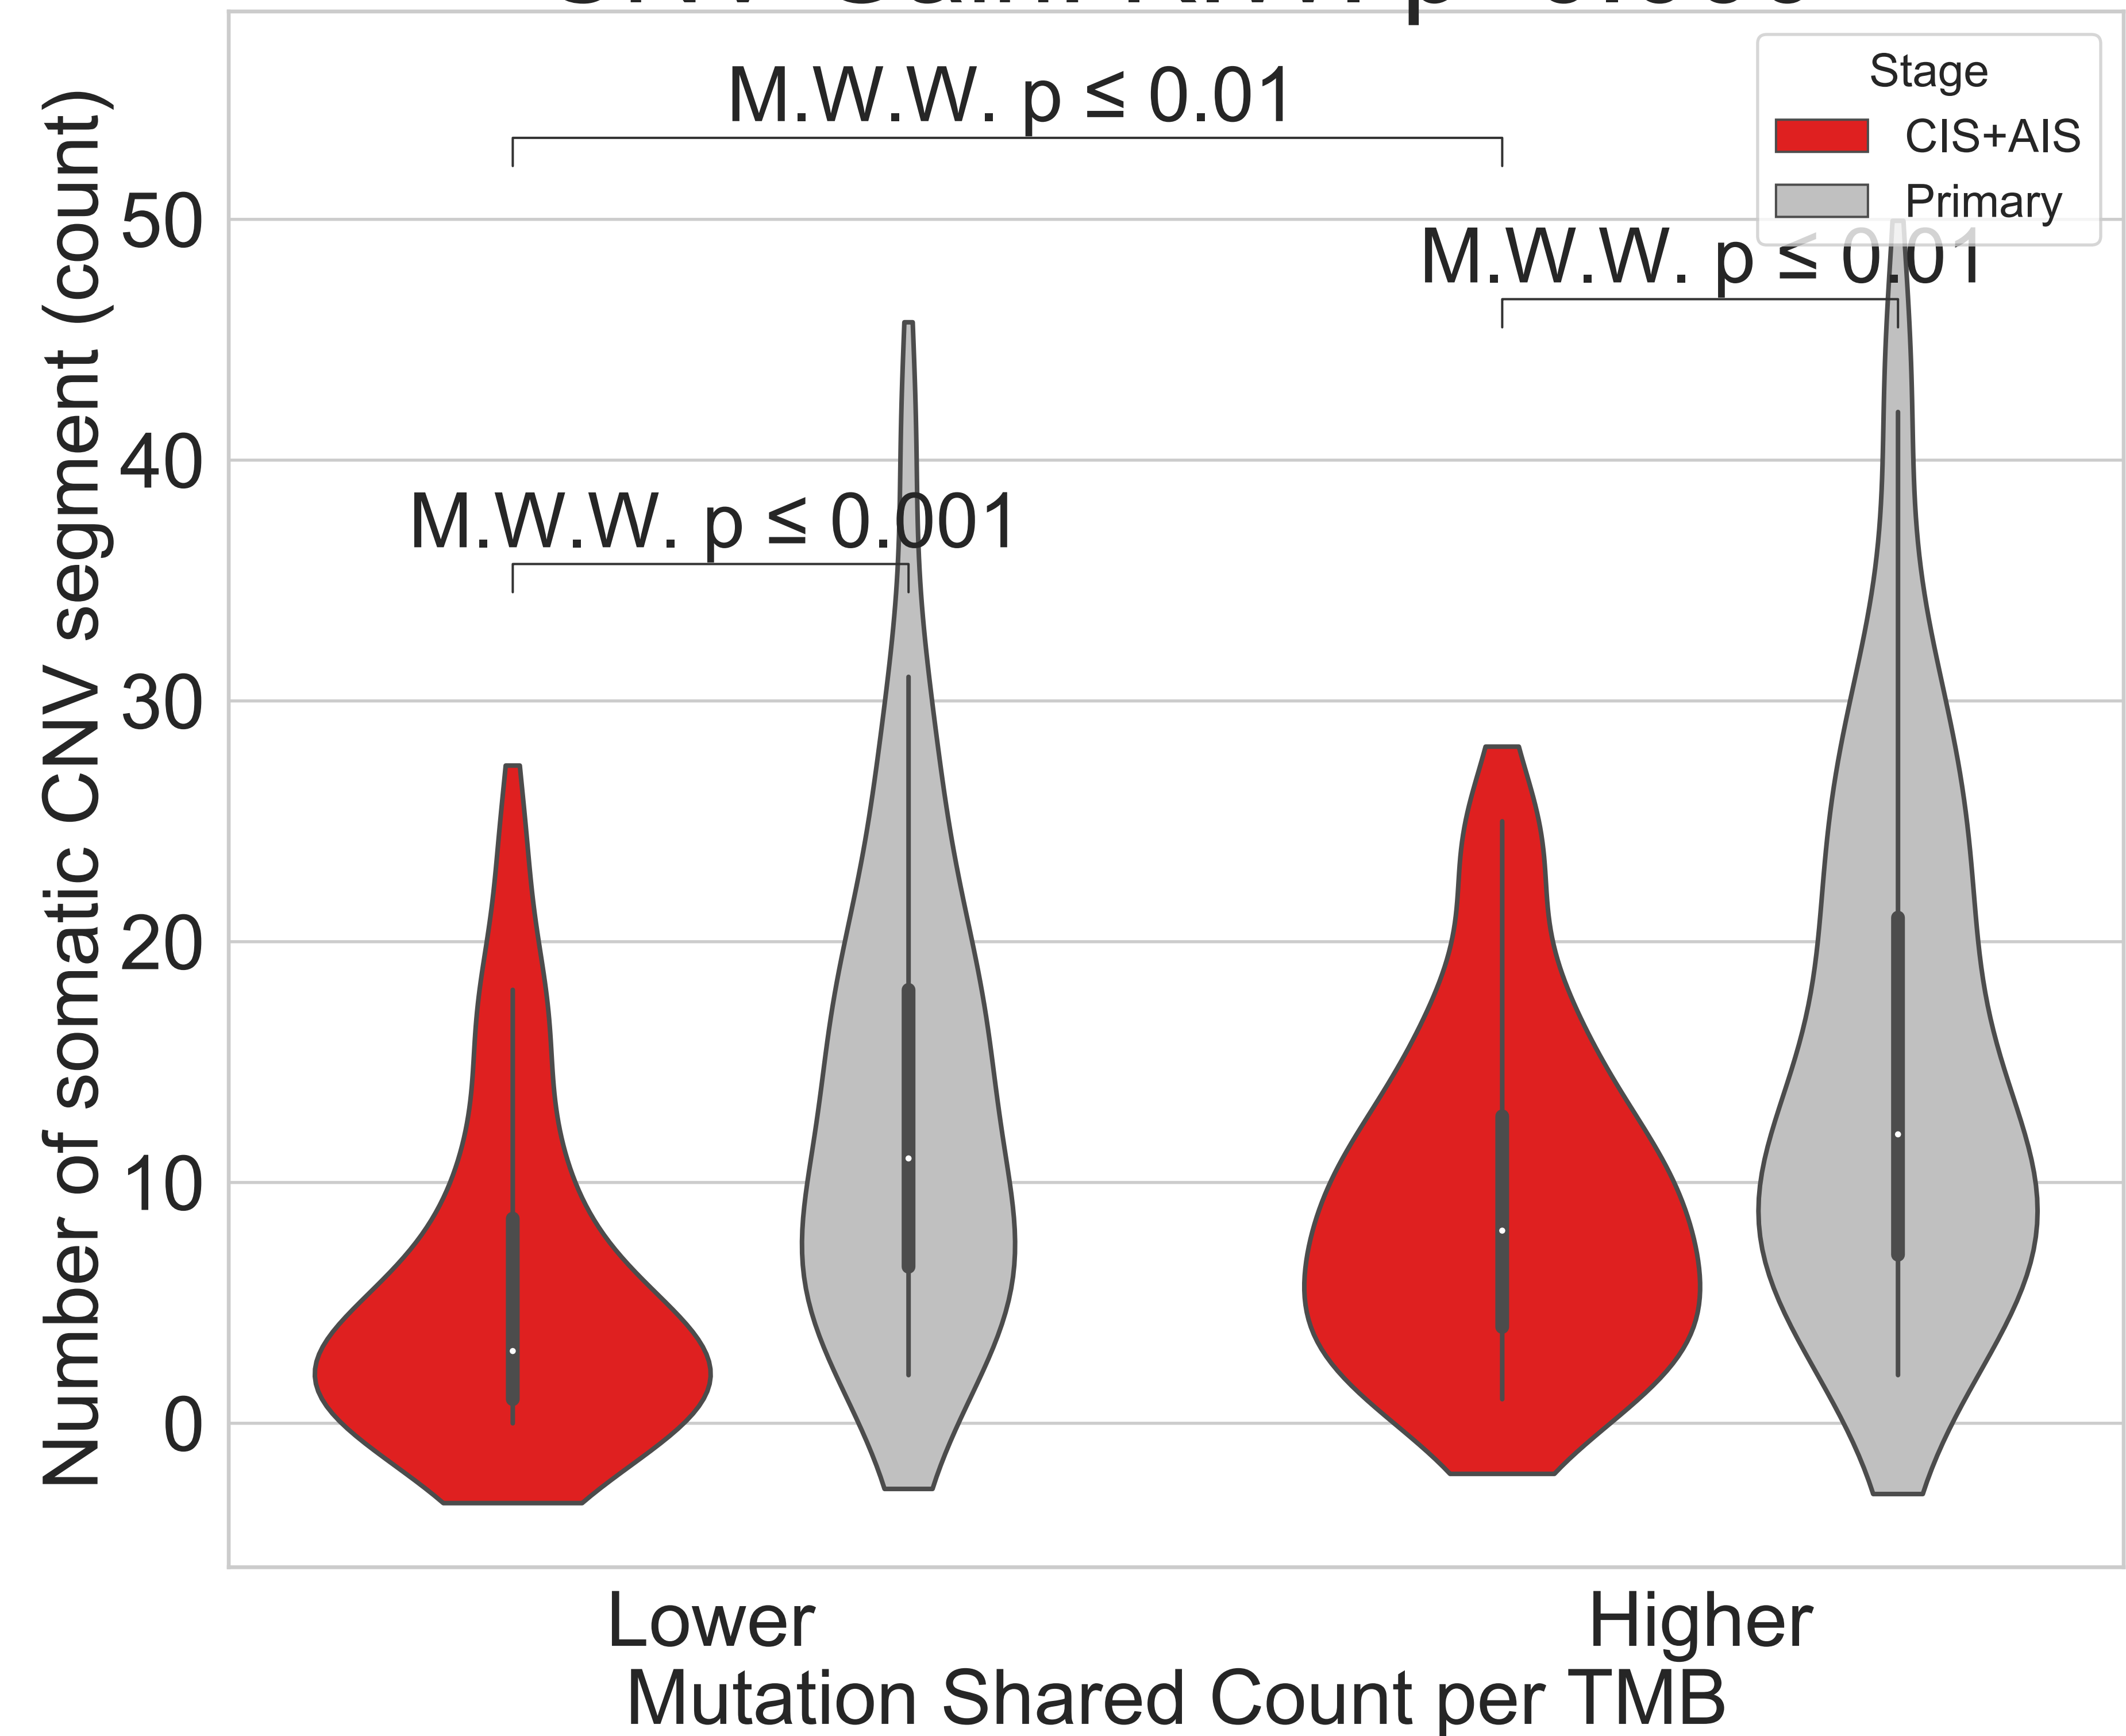 M.W.W. p ≤ 0.01
Stage
CIS+AIS
Primary
M.W.W. p ≤ 0.01
M.W.W. p ≤ 0.001
Number of somatic CNV segment (count)
50
40
30
20
10
0
Lower
Higher
Mutation Shared Count per TMB